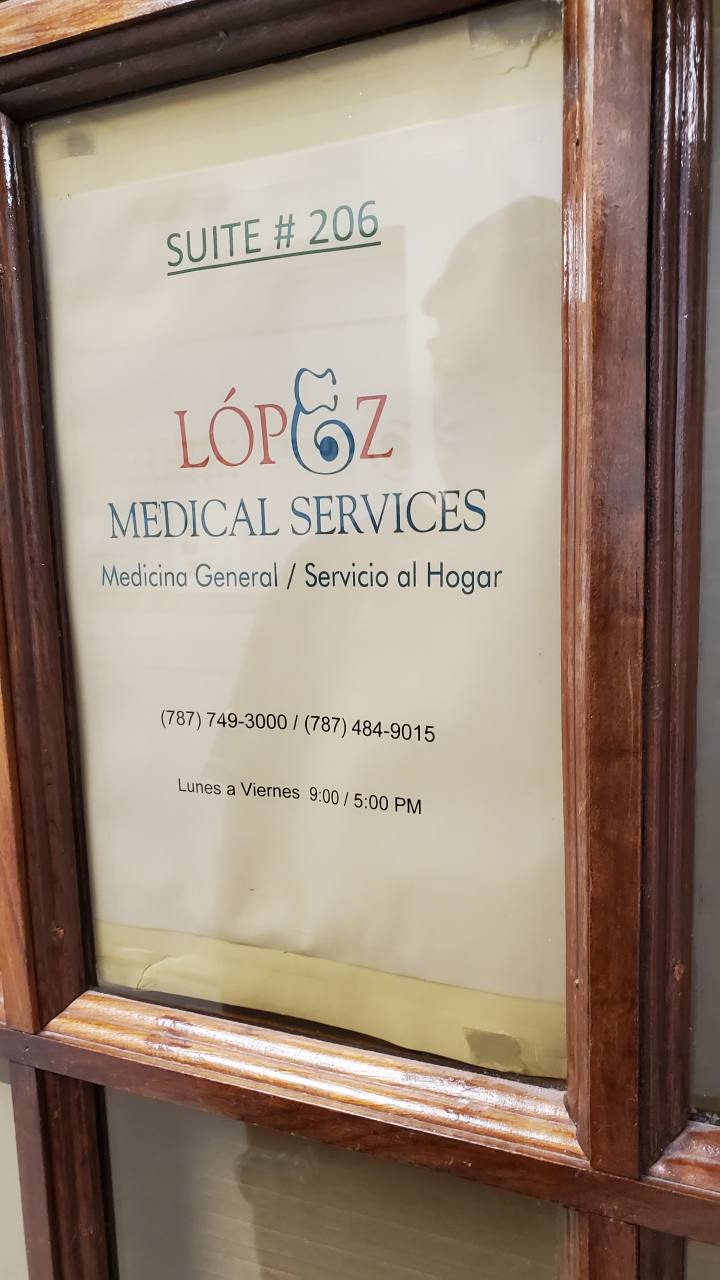 SUITE # 206
LÓPEZ
MEDICAL SERVICES
Medicina General / Servicio al Hogar
(787) 749-3000 / (787) 484-9015
Lunes a Viernes 9:00 / 5:00 PM